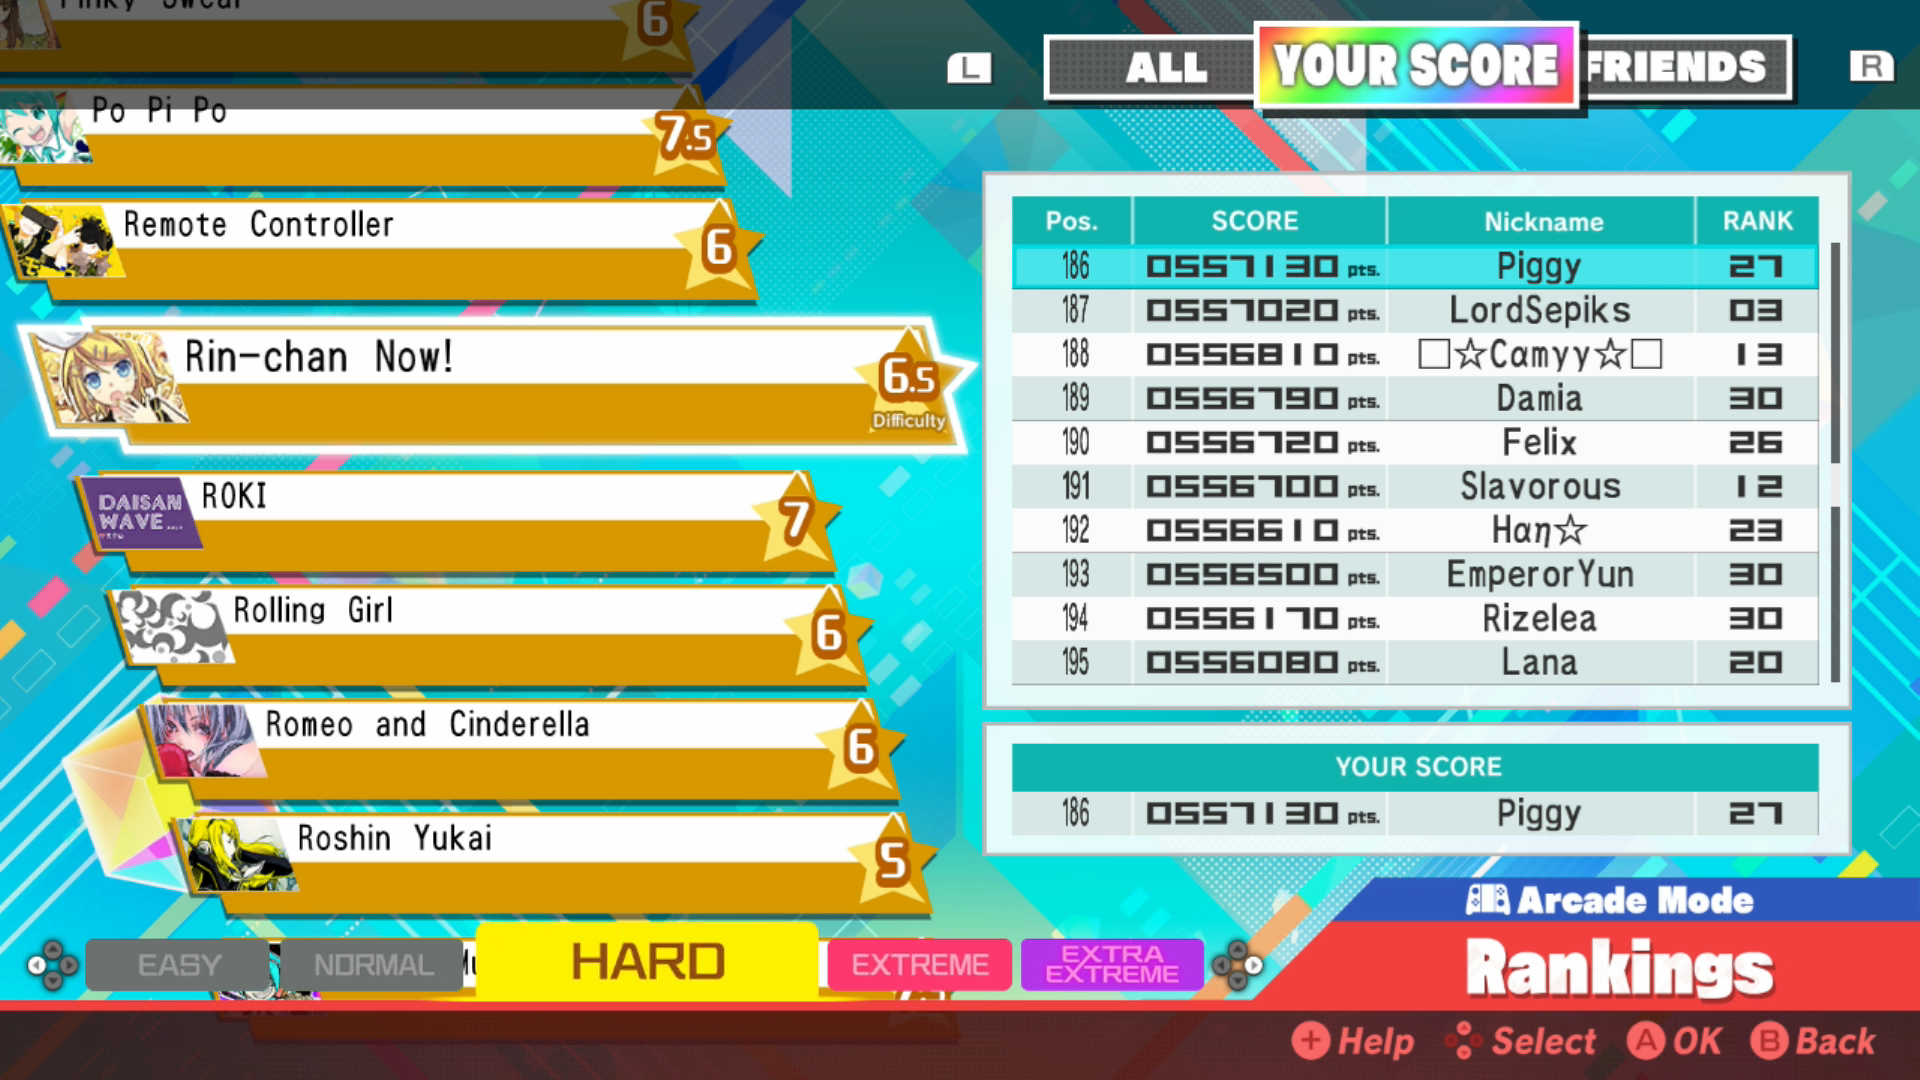 Pinky Swear
6
Po Pi Po
7.5
Remote Controller
6
Rin-chan Now!
6.5
Difficulty
DAISAN
WAVE
ROKI
7
Rolling Girl
6
Romeo and Cinderella
6
Roshin Yukai
5
L
ALL
YOUR SCORE
FRIENDS
R
Pos. SCORE Nickname RANK
186 0557130 pts. Piggy 27
187 0557020 pts. LordSepiks 03
188 0556810 pts. □☆Cαmyy☆□ 13
189 0556790 pts. Damia 30
190 0556720 pts. Felix 26
191 0556700 pts. Slavorous 12
192 0556610 pts. Hαη☆ 23
193 0556500 pts. EmperorYun 30
194 0556170 pts. Rizelea 30
195 0556080 pts. Lana 20
YOUR SCORE
186 0557130 pts. Piggy 27
Arcade Mode
Rankings
EASY
NORMAL
HARD
EXTREME
EXTRA
EXTREME
+ Help
Select
A OK
B Back